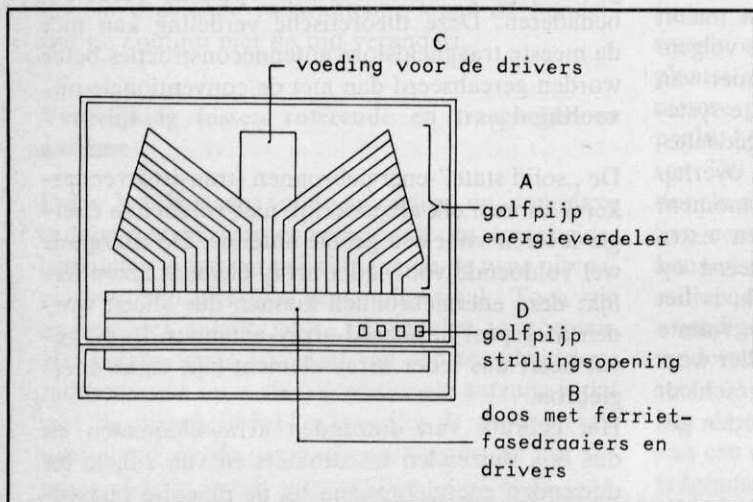 C
voeding voor de drivers
A
golfpijp
energieverdeler
D
golfpijp
stralingsopening
B
doos met ferriet-
fasedraaiers en
drivers